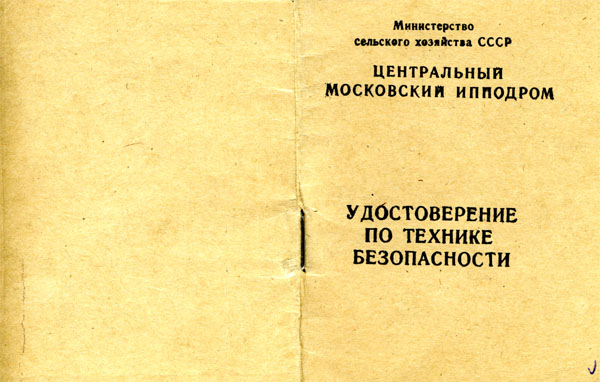 Министерство
сельского хозяйства СССР
ЦЕНТРАЛЬНЫЙ
МОСКОВСКИЙ ИППОДРОМ
УДОСТОВЕРЕНИЕ
ПО ТЕХНИКЕ
БЕЗОПАСНОСТИ